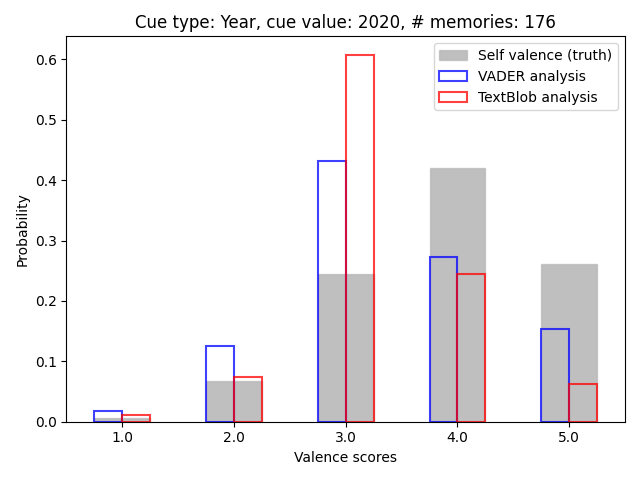 Cue type: Year, cue value: 2020, # memories: 176
Self valence (truth)
VADER analysis
TextBlob analysis
Probability
0.6
0.5
0.4
0.3
0.2
0.1
0.0
1.0 2.0 3.0 4.0 5.0
Valence scores